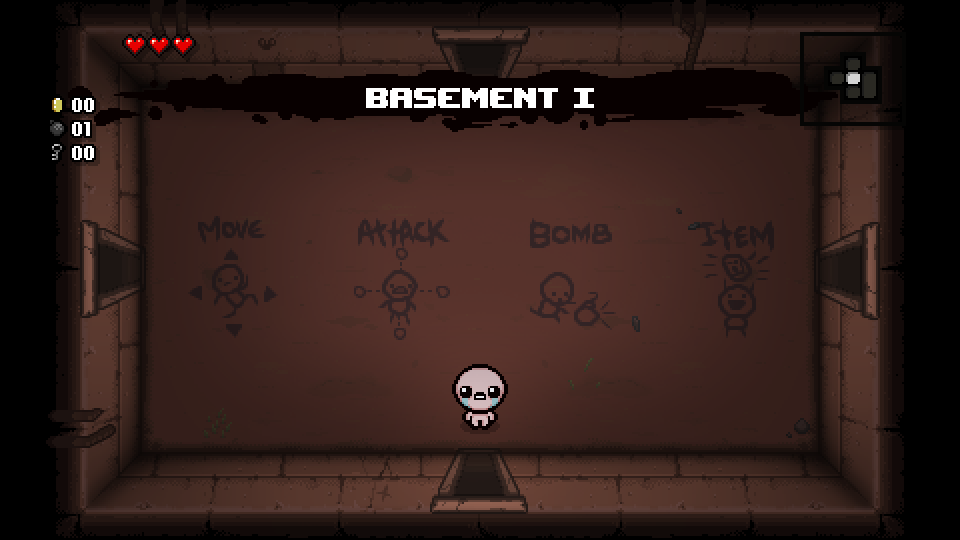 BASEMENT I
00
01
00
MOVE
ATTACK
BOMB
ITEM